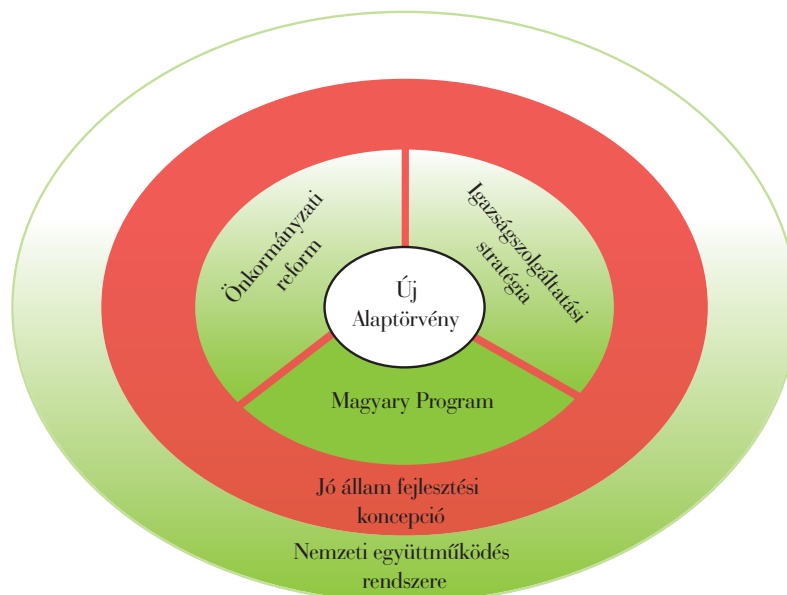 Önkormányzati
reform
Igazságszolgáltatási
stratégia
Új
Alaptörvény
Magyary Program
Jó állam fejlesztési
koncepció
Nemzeti együttműködés
rendszere